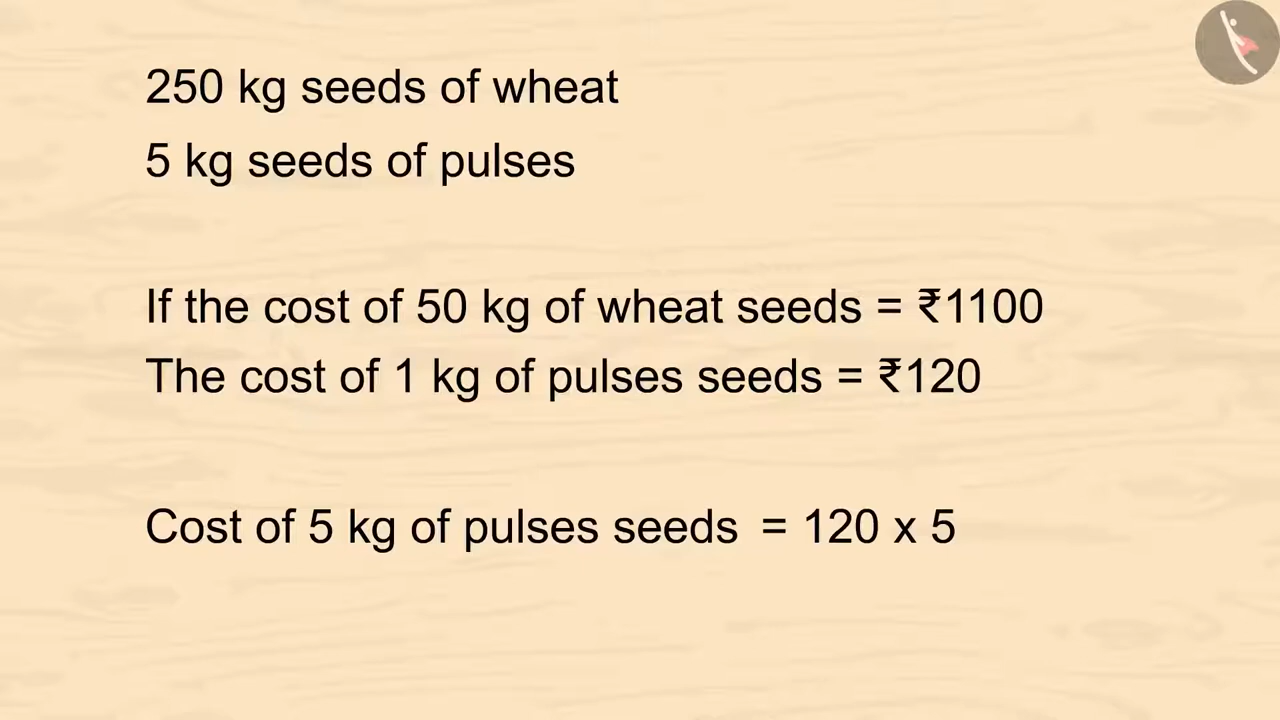 250 kg seeds of wheat
5 kg seeds of pulses
If the cost of 50 kg of wheat seeds = ₹1100
The cost of 1 kg of pulses seeds = ₹120
Cost of 5 kg of pulses seeds = 120 x 5